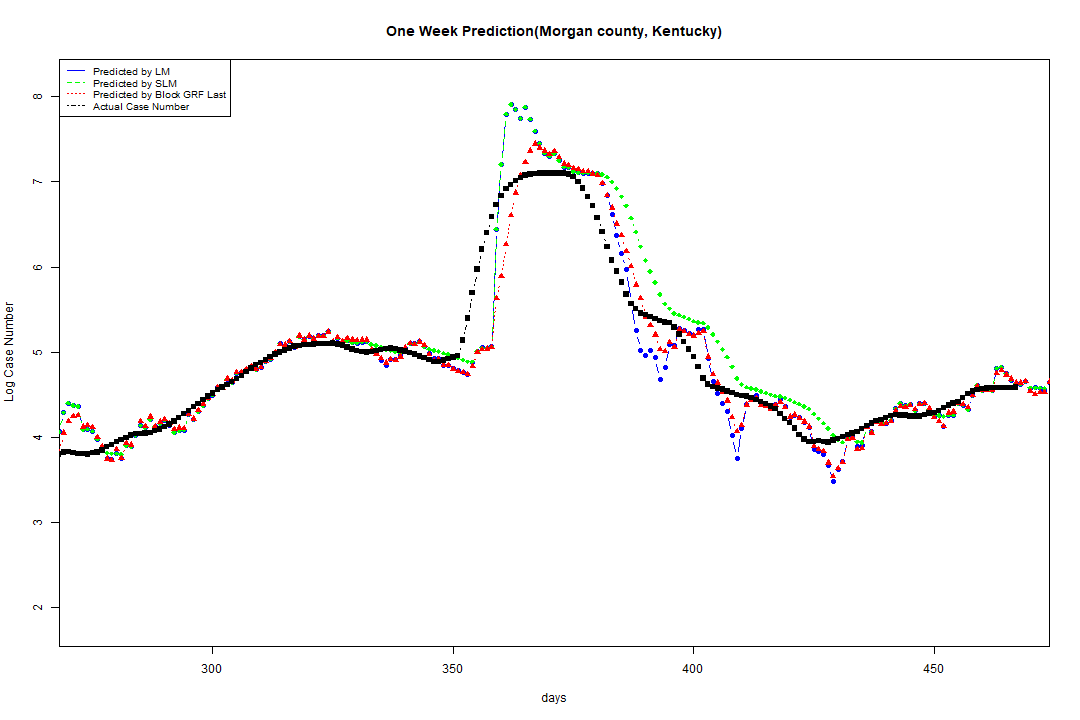 One Week Prediction(Morgan county, Kentucky)
Predicted by LM
Predicted by SLM
Predicted by Block GRF Last
Actual Case Number
8
7
6
5
4
3
2
Log Case Number
300
350
400
450
days